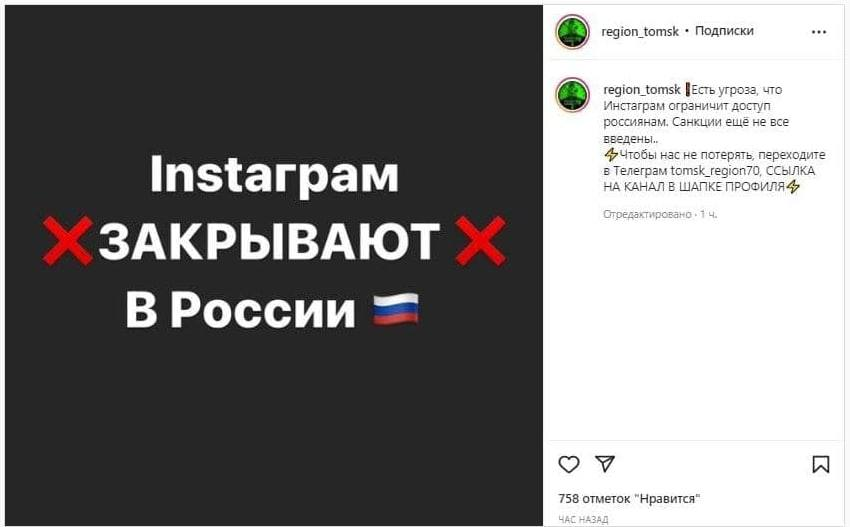 Instaграм
❌ЗАКРЫВАЮТ❌
В России 🇷🇺
region_tomsk • Подписки
region_tomsk ❗Есть угроза, что
Инстаграм ограничит доступ
россиянам. Санкции ещё не все
введены..
⚡Чтобы нас не потерять, переходите
в Телеграм tomsk_region70, ССЫЛКА
НА КАНАЛ В ШАПКЕ ПРОФИЛЯ⚡
Отредактировано · 1 ч.
758 отметок "Нравится"
ЧАС НАЗАД